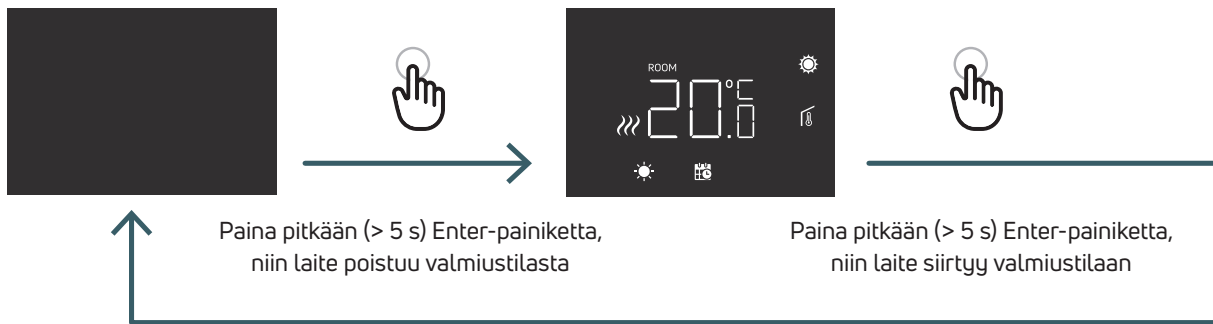 ROOM
20.0 °C
Paina pitkään (> 5 s) Enter-painiketta,
niin laite poistuu valmiustilasta
Paina pitkään (> 5 s) Enter-painiketta,
niin laite siirtyy valmiustilaan